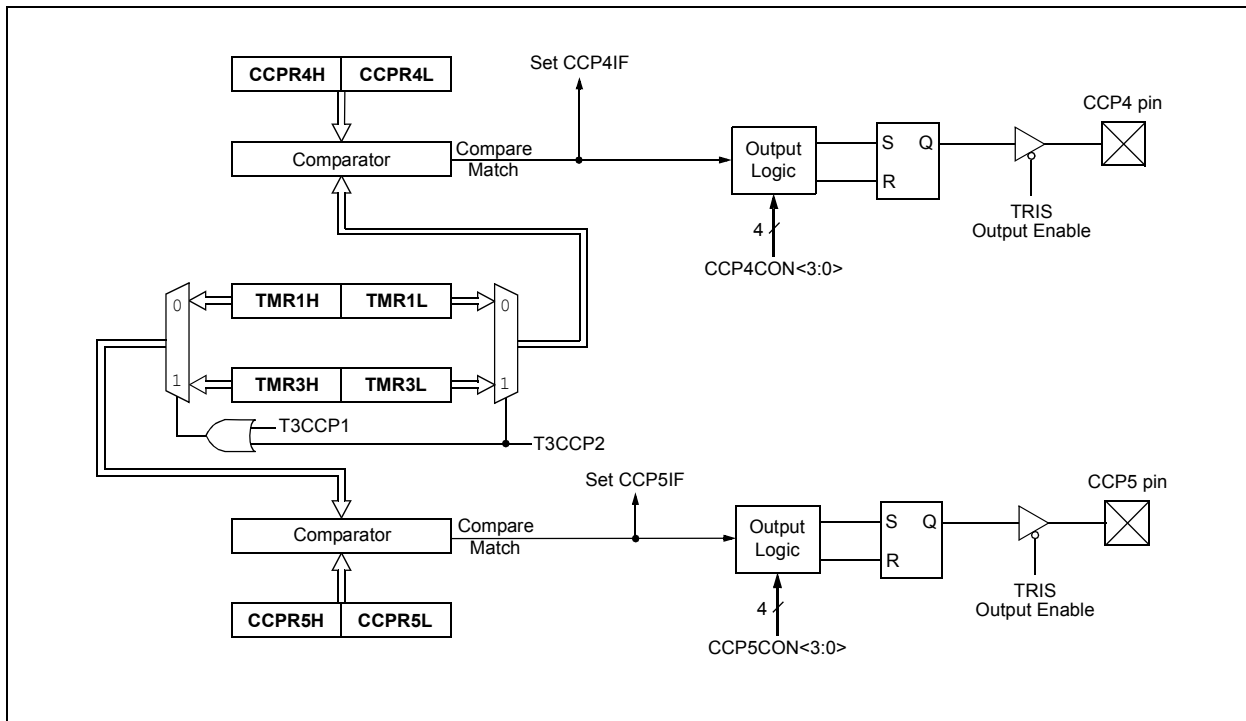 Set CCP4IF
CCPR4H CCPR4L
CCP4 pin
Comparator
Compare
Match
Output
Logic
S Q
R
TRIS
Output Enable
4
CCP4CON<3:0>
0 TMR1H TMR1L 0
1 TMR3H TMR3L 1
T3CCP1
T3CCP2
Set CCP5IF
CCP5 pin
Comparator
Compare
Match
Output
Logic
S Q
R
TRIS
Output Enable
4
CCPR5H CCPR5L
CCP5CON<3:0>